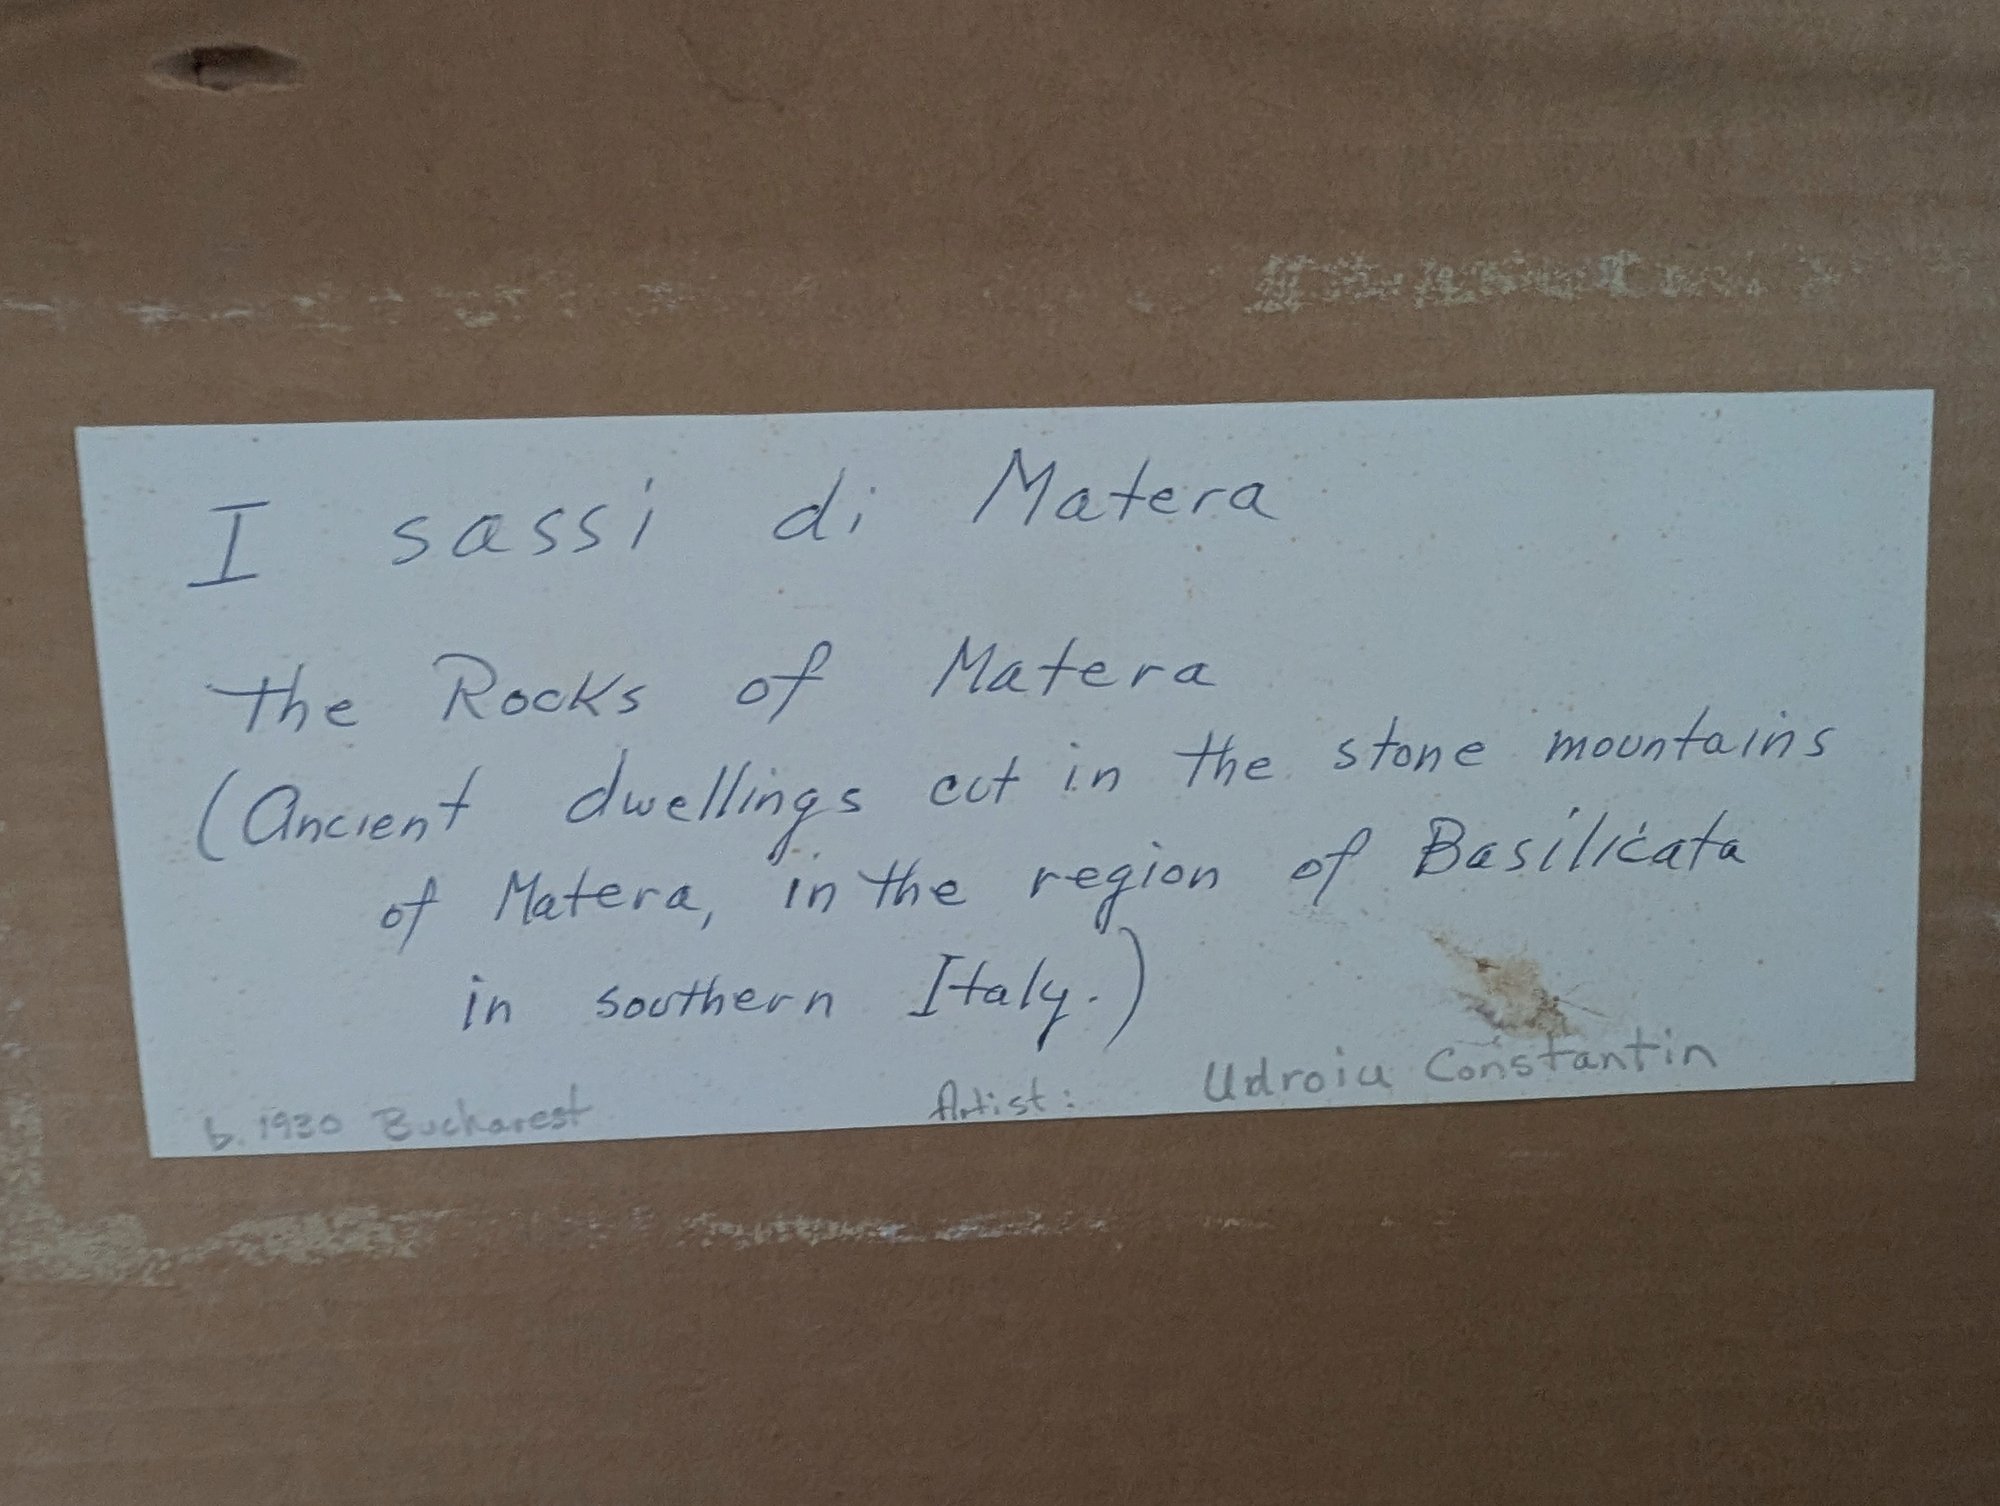 I sassi di Matera
the Rocks of Matera
(Ancient dwellings cut in the stone mountains
of Matera, in the region of Basilicata
in southern Italy.)
b. 1930 Bucharest Artist: Udroiu Constantin